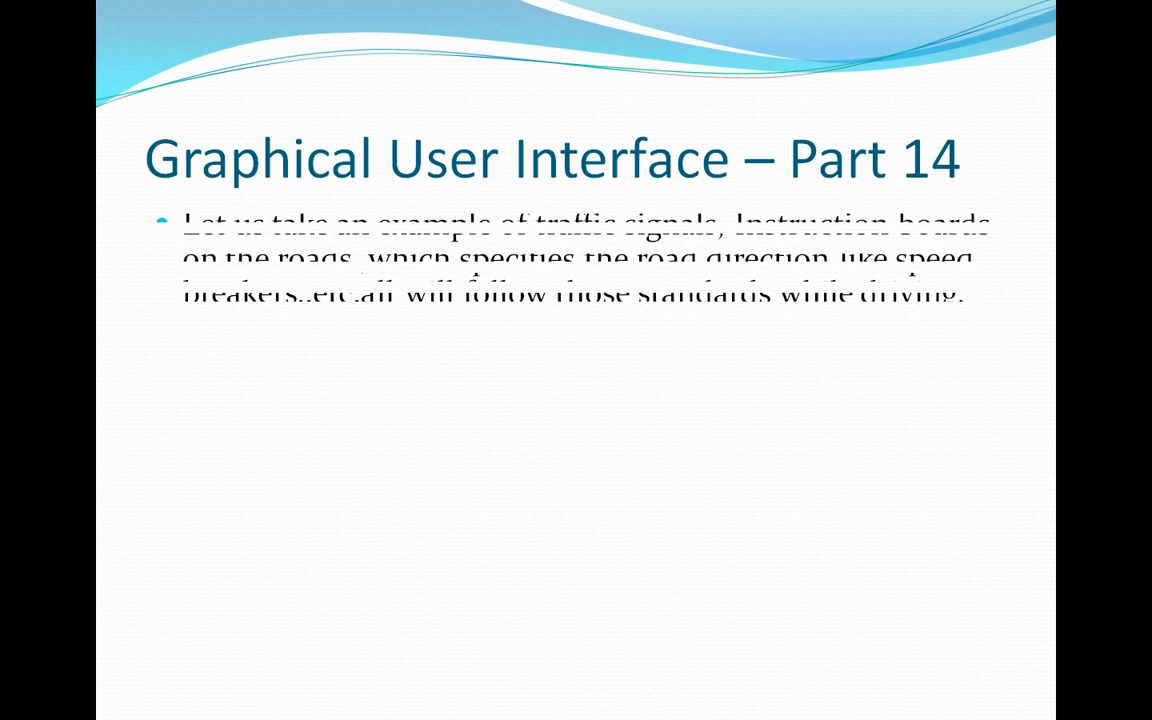 Graphical User Interface – Part 14
Let us take an example of traffic signals, Instruction boards
on the roads, which specifies the road direction like speed
breakers..etc.all will follow those standards while driving.